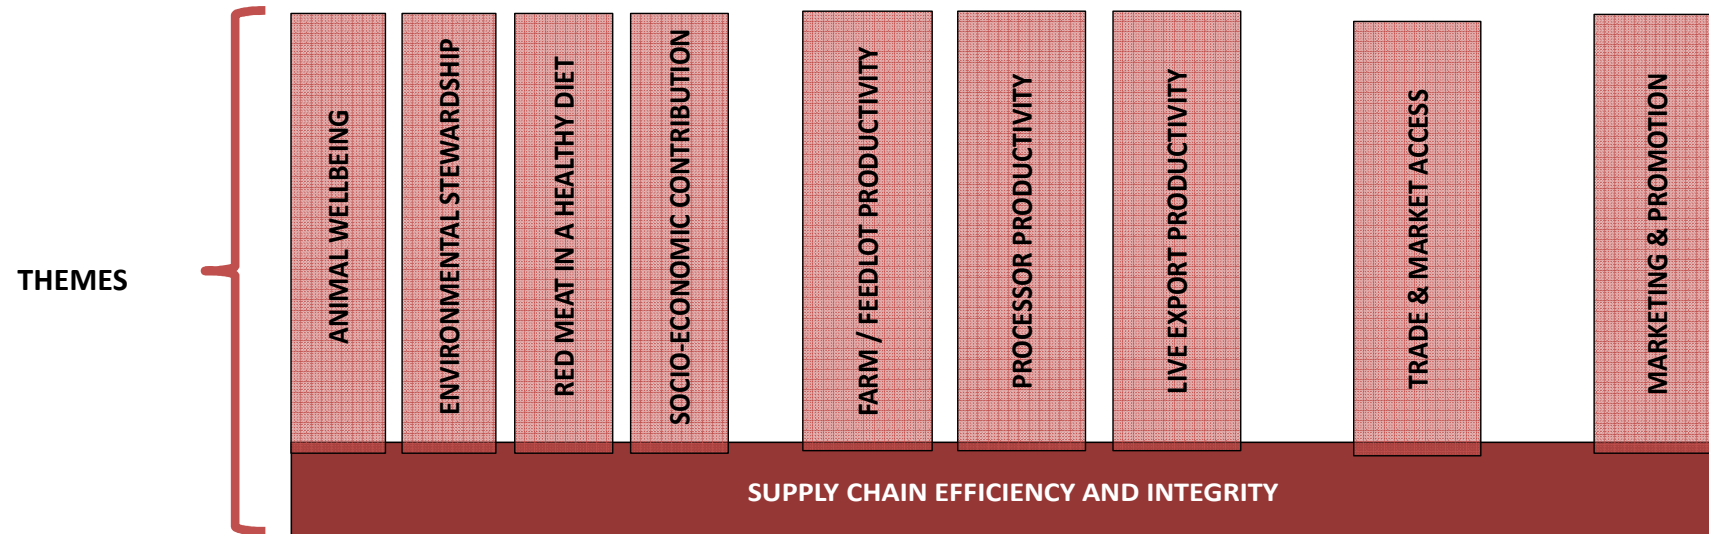 THEMES
ANIMAL WELLBEING
ENVIRONMENTAL STEWARDSHIP
RED MEAT IN A HEALTHY DIET
SOCIO-ECONOMIC CONTRIBUTION
FARM / FEEDLOT PRODUCTIVITY
PROCESSOR PRODUCTIVITY
LIVE EXPORT PRODUCTIVITY
TRADE & MARKET ACCESS
MARKETING & PROMOTION
SUPPLY CHAIN EFFICIENCY AND INTEGRITY